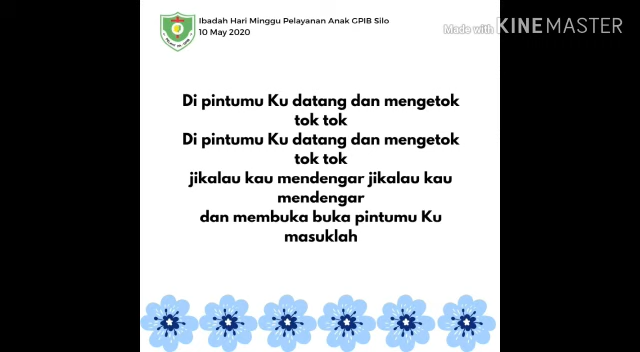 Ibadah Hari Minggu Pelayanan Anak GPIB Silo
10 May 2020
Made with KINEMASTER
Di pintumu Ku datang dan mengetok
tok tok
Di pintumu Ku datang dan mengetok
tok tok
jikalau kau mendengar jikalau kau
mendengar
dan membuka buka pintumu Ku
masuklah